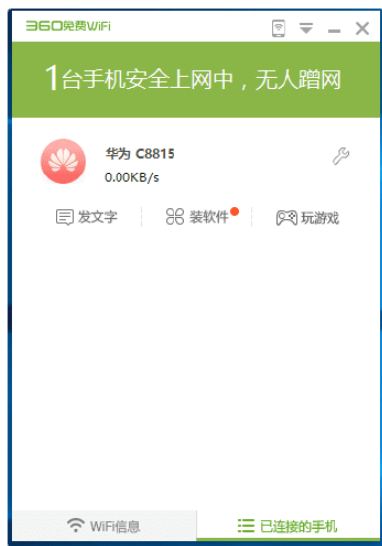 360免费WiFi
1台手机安全上网中，无人蹭网
华为 C8815
0.00KB/s
发文字 装软件 玩游戏
WiFi信息 已连接的手机